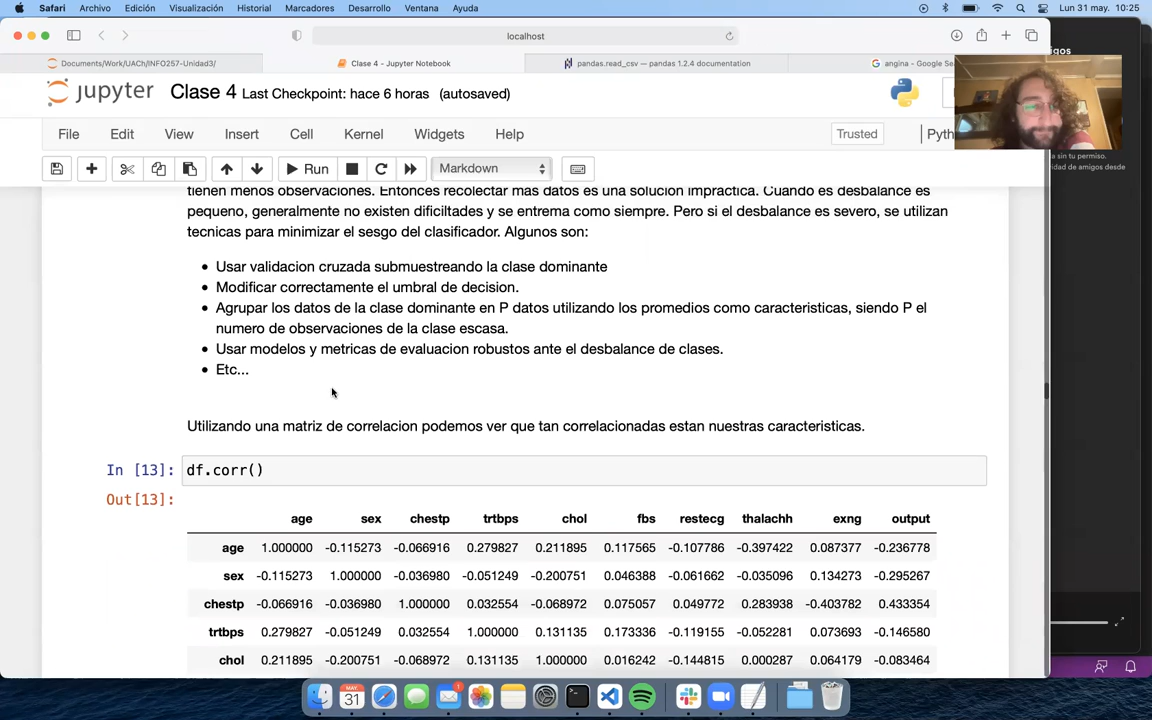 Safari Archivo Edición Visualización Historial Marcadores Desarrollo Ventana Ayuda Lun 31 may. 10:25
localhost
Documents/Work/UACh/INFO257-Unidad3/ Clase 4 - Jupyter Notebook pandas.read_csv — pandas 1.2.4 documentation angina - Google Se
igos
jupyter Clase 4 Last Checkpoint: hace 6 horas (autosaved)
File Edit View Insert Cell Kernel Widgets Help Trusted Pyth
a sin tu permiso.
idad de amigos desde
Run Markdown
tienen menos observaciones. Entonces recolectar mas datos es una solucion impractica. Cuando es desbalance es
pequeno, generalmente no existen dificiltades y se entrema como siempre. Pero si el desbalance es severo, se utilizan
tecnicas para minimizar el sesgo del clasificador. Algunos son:
• Usar validacion cruzada submuestreando la clase dominante
• Modificar correctamente el umbral de decision.
• Agrupar los datos de la clase dominante en P datos utilizando los promedios como caracteristicas, siendo P el
numero de observaciones de la clase escasa.
• Usar modelos y metricas de evaluacion robustos ante el desbalance de clases.
• Etc...
Utilizando una matriz de correlacion podemos ver que tan correlacionadas estan nuestras caracteristicas.
In [13]: df.corr()
Out[13]:
age sex chestp trtbps chol fbs restecg thalachh exng output
age 1.000000 -0.115273 -0.066916 0.279827 0.211895 0.117565 -0.107786 -0.397422 0.087377 -0.236778
sex -0.115273 1.000000 -0.036980 -0.051249 -0.200751 0.046388 -0.061662 -0.035096 0.134273 -0.295267
chestp -0.066916 -0.036980 1.000000 0.032554 -0.068972 0.075057 0.049772 0.283938 -0.403782 0.433354
trtbps 0.279827 -0.051249 0.032554 1.000000 0.131135 0.173336 -0.119155 -0.052281 0.073693 -0.146580
chol 0.211895 -0.200751 -0.068972 0.131135 1.000000 0.016242 -0.144815 0.000287 0.064179 -0.083464